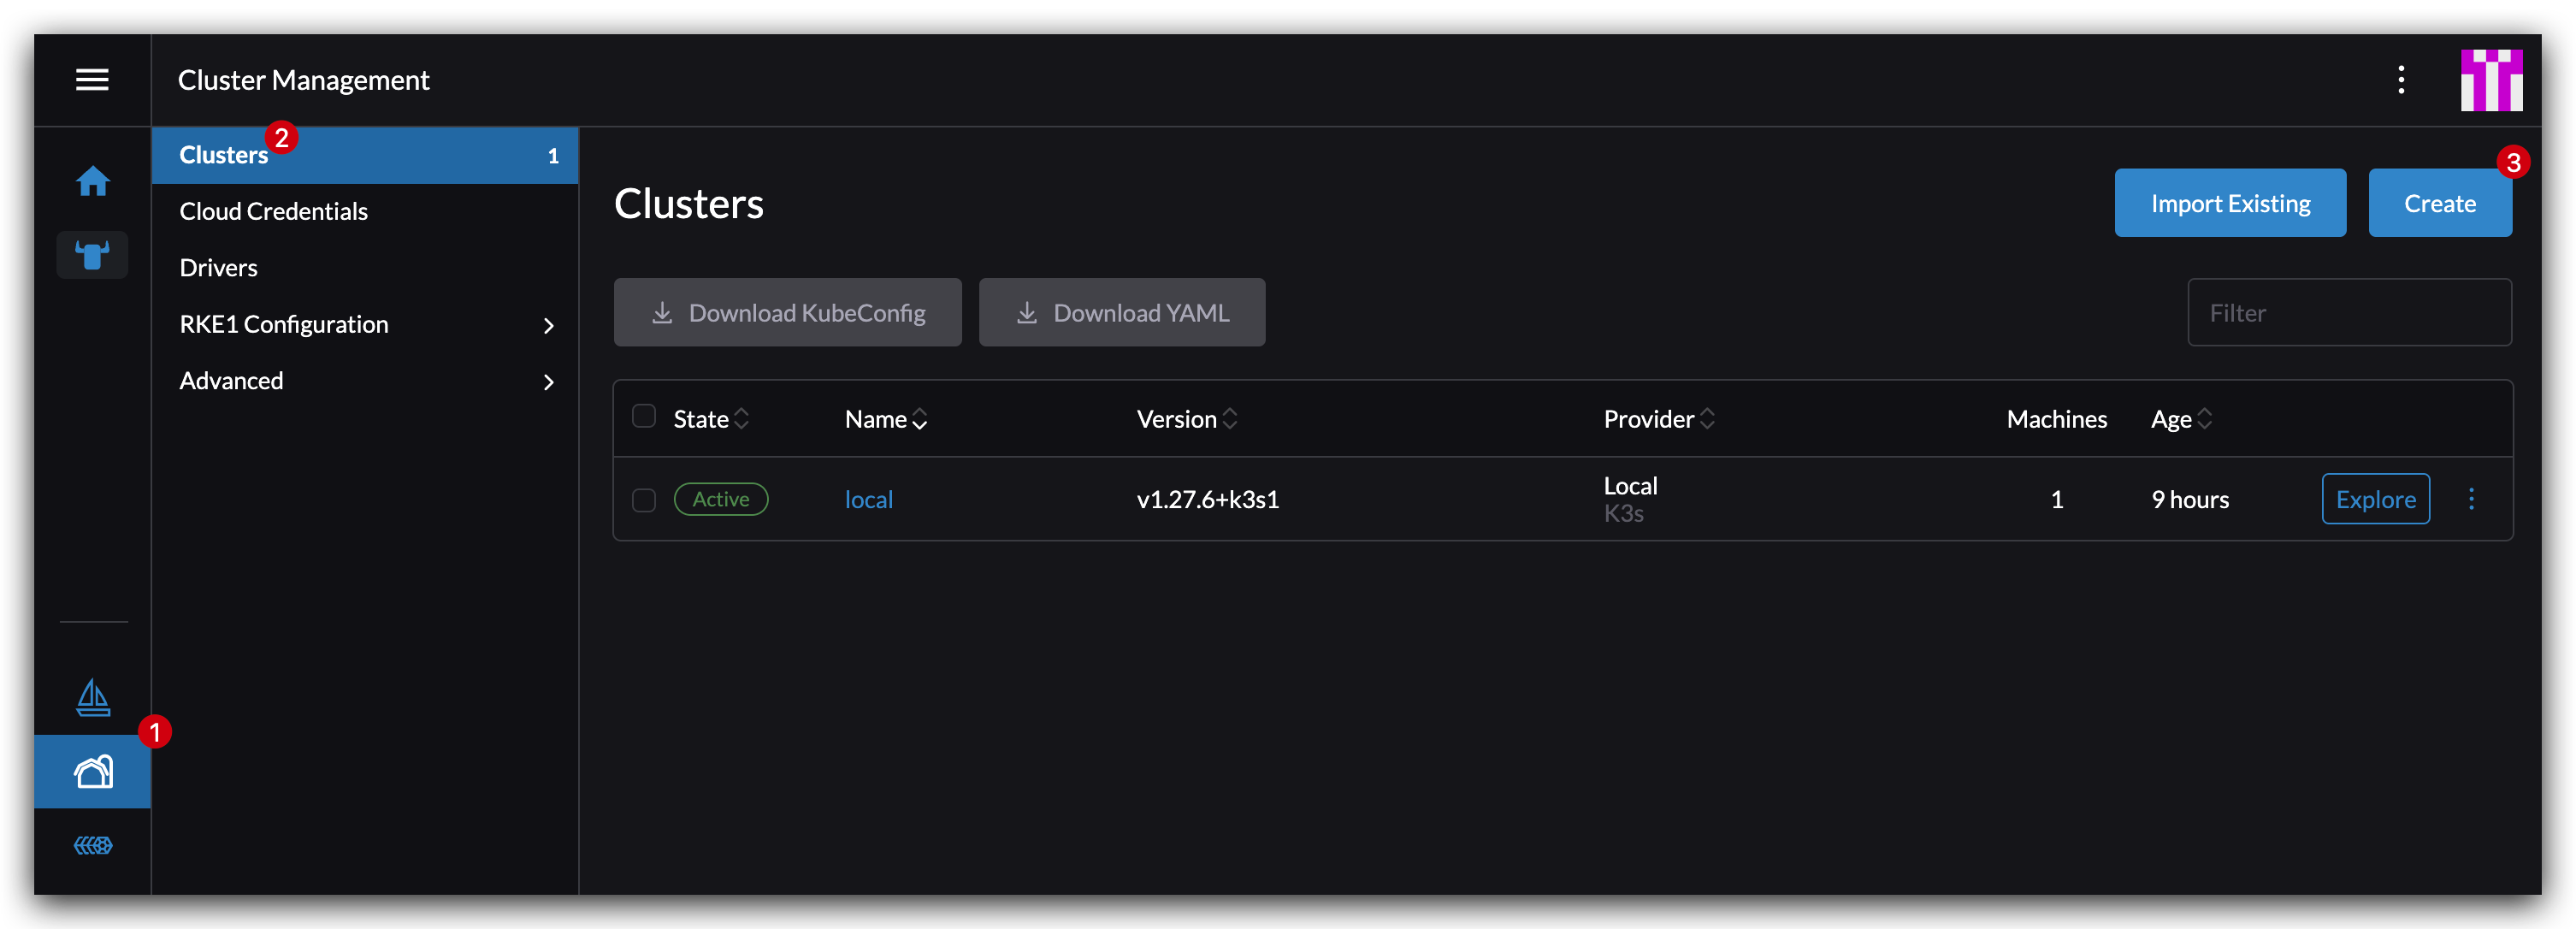 Cluster Management
Clusters 2 1
Cloud Credentials
Drivers
RKE1 Configuration
Advanced
1
Clusters
Import Existing
Create
3
Download KubeConfig
Download YAML
Filter
State Name Version Provider Machines Age
Active local v1.27.6+k3s1 Local 1 9 hours Explore
K3s